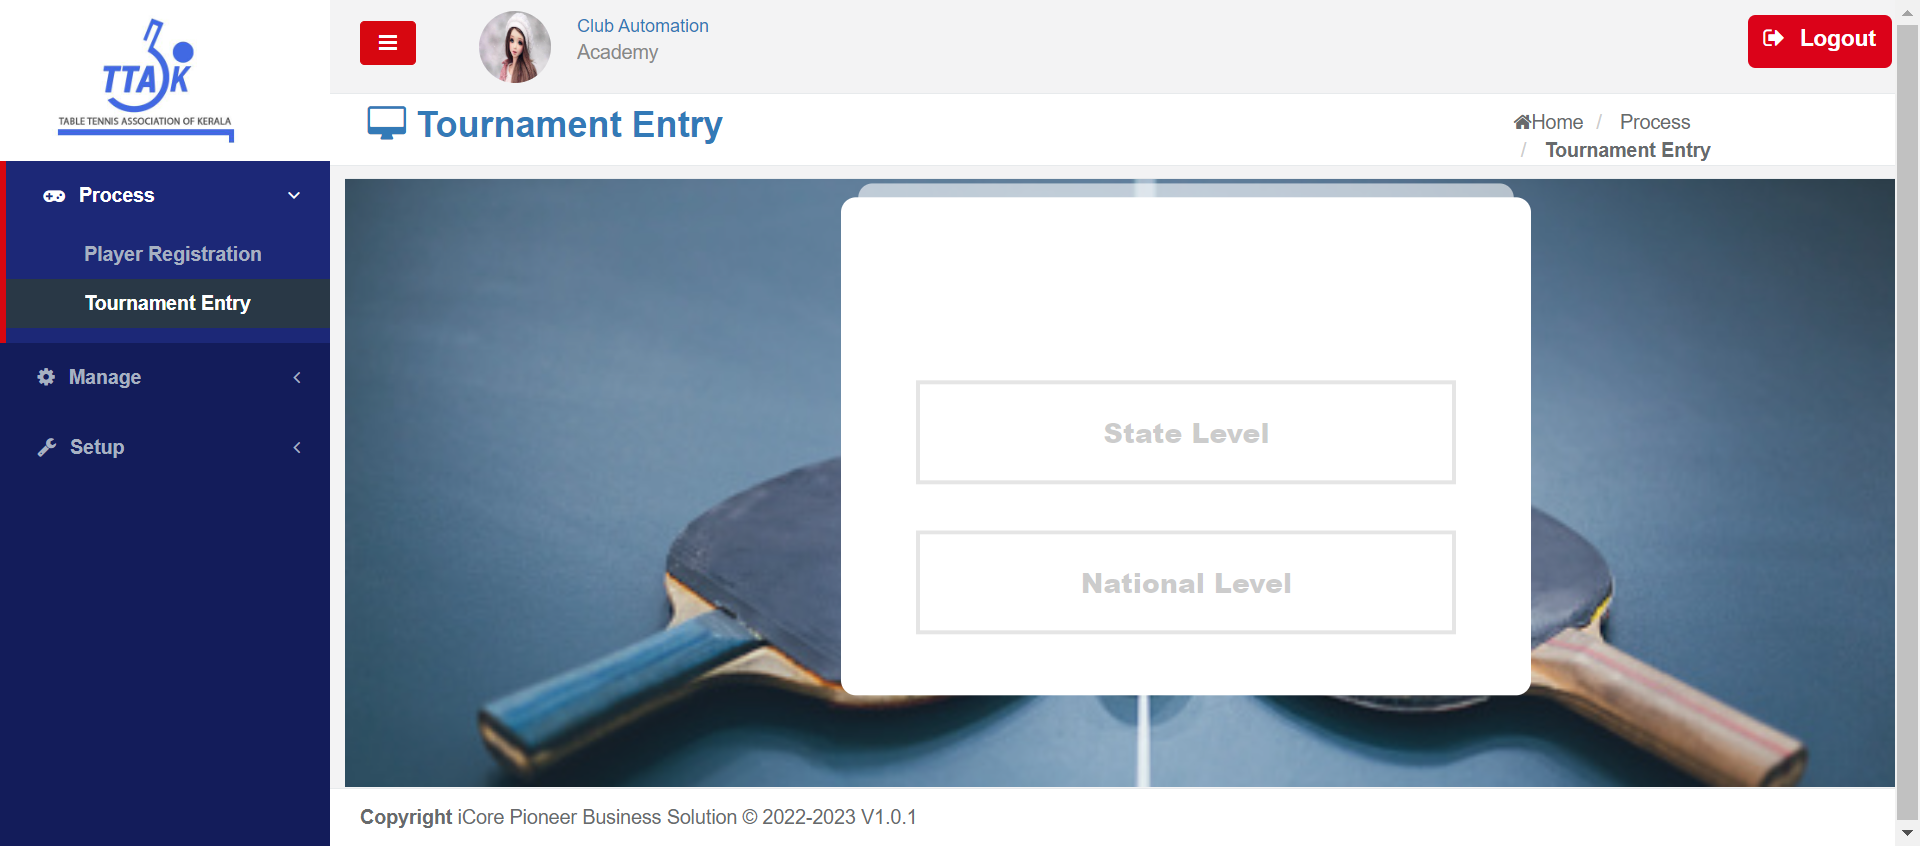 TTAK
TABLE TENNIS ASSOCIATION OF KERALA
Process
Player Registration
Tournament Entry
Manage
Setup
Club Automation
Academy
Logout
Tournament Entry
Home / Process
/ Tournament Entry
State Level
National Level
Copyright iCore Pioneer Business Solution © 2022-2023 V1.0.1